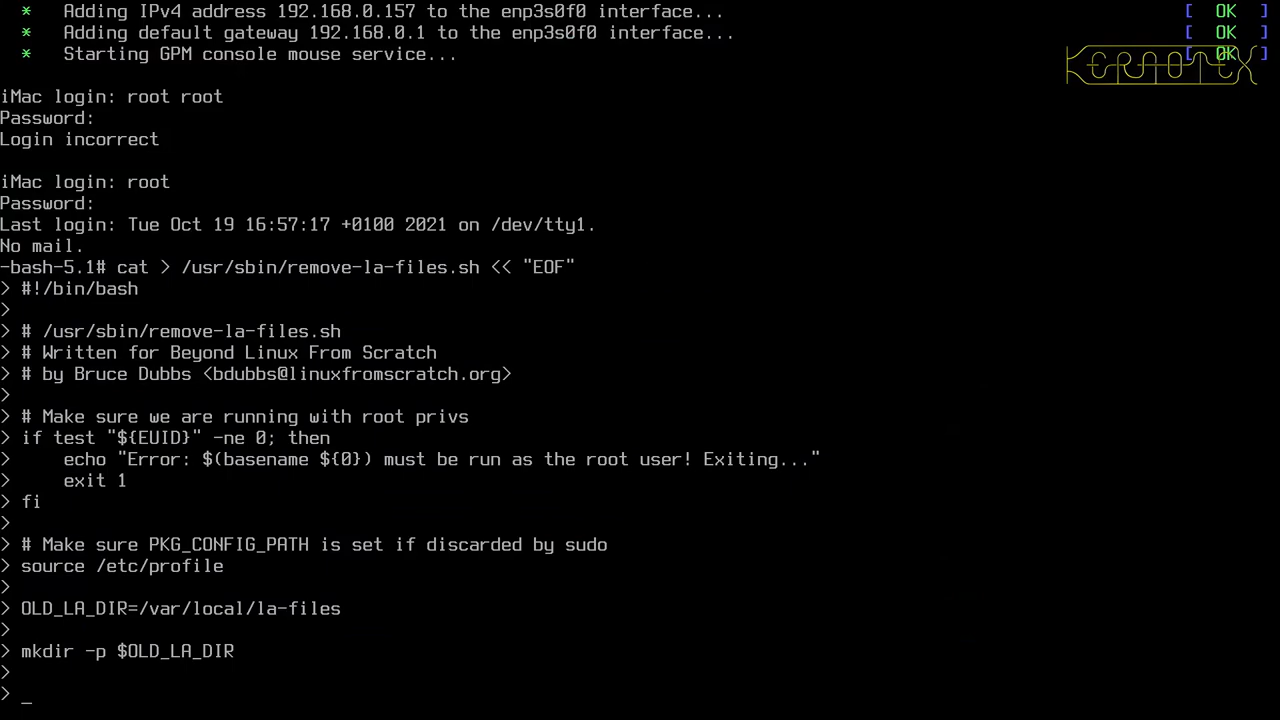 *   Adding IPv4 address 192.168.0.157 to the enp3s0f0 interface...   [  OK  ]
*   Adding default gateway 192.168.0.1 to the enp3s0f0 interface...   [  OK  ]
*   Starting GPM console mouse service...   [  OK  ]
KERNOTEX
iMac login: root root
Password:
Login incorrect
iMac login: root
Password:
Last login: Tue Oct 19 16:57:17 +0100 2021 on /dev/tty1.
No mail.
-bash-5.1# cat > /usr/sbin/remove-la-files.sh << "EOF"
> #!/bin/bash
>
> # /usr/sbin/remove-la-files.sh
> # Written for Beyond Linux From Scratch
> # by Bruce Dubbs <bdubbs@linuxfromscratch.org>
>
> # Make sure we are running with root privs
> if test "${EUID}" -ne 0; then
>     echo "Error: $(basename ${0}) must be run as the root user! Exiting..."
>     exit 1
> fi
>
> # Make sure PKG_CONFIG_PATH is set if discarded by sudo
> source /etc/profile
>
> OLD_LA_DIR=/var/local/la-files
>
> mkdir -p $OLD_LA_DIR
>
> _